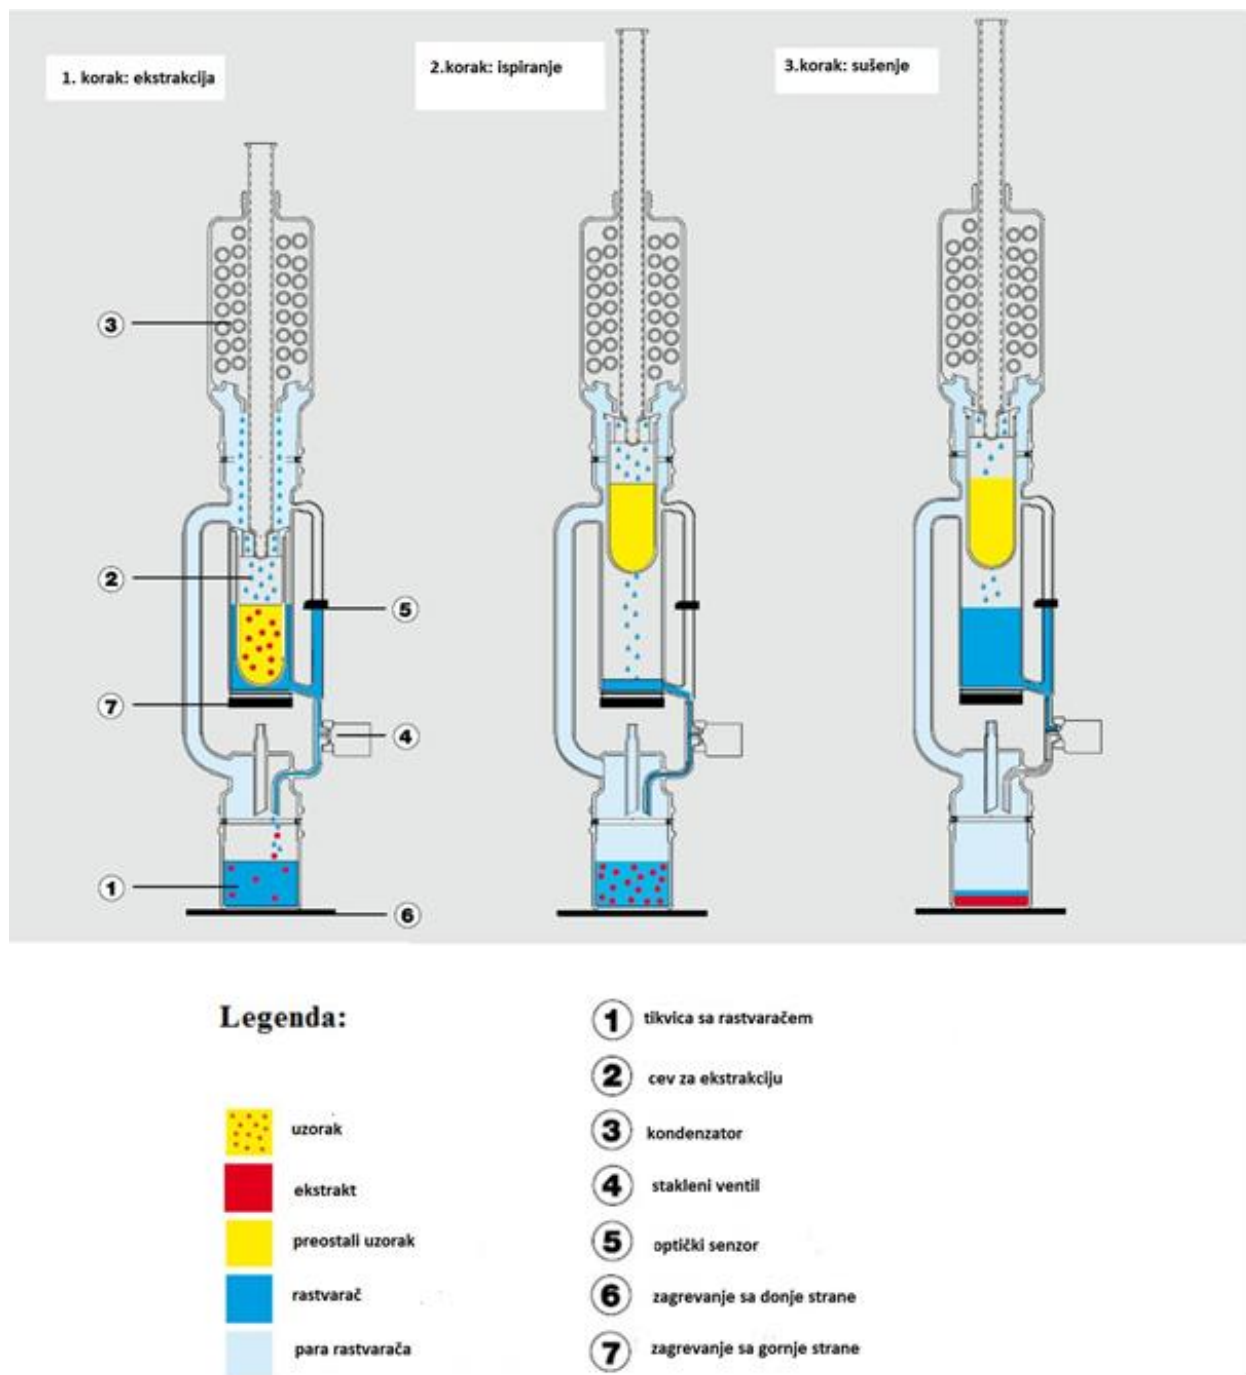 1. korak: ekstrakcija
2.korak: ispiranje
3.korak: sušenje
3
2
5
7
4
1
6
Legenda:
uzorak
ekstrakt
preostali uzorak
rastvarač
para rastvarača
1 tikvica sa rastvaračem
2 cev za ekstrakciju
3 kondenzator
4 stakleni ventil
5 optički senzor
6 zagrevanje sa donje strane
7 zagrevanje sa gornje strane